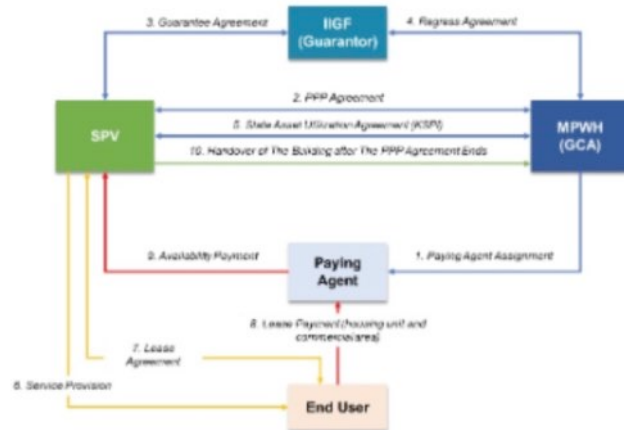 3. Guarantee Agreement
IIGF
(Guarantor)
4. Regress Agreement
2. PPP Agreement
SPV
5. State Asset Utilization Agreement (KSPI)
MPWH
(GCA)
10. Handover of The Building after The PPP Agreement Ends
9. Availability Payment
Paying
Agent
1. Paying Agent Assignment
8. Lease Payment (housing unit and
commercial area)
7. Lease
Agreement
6. Service Provision
End User